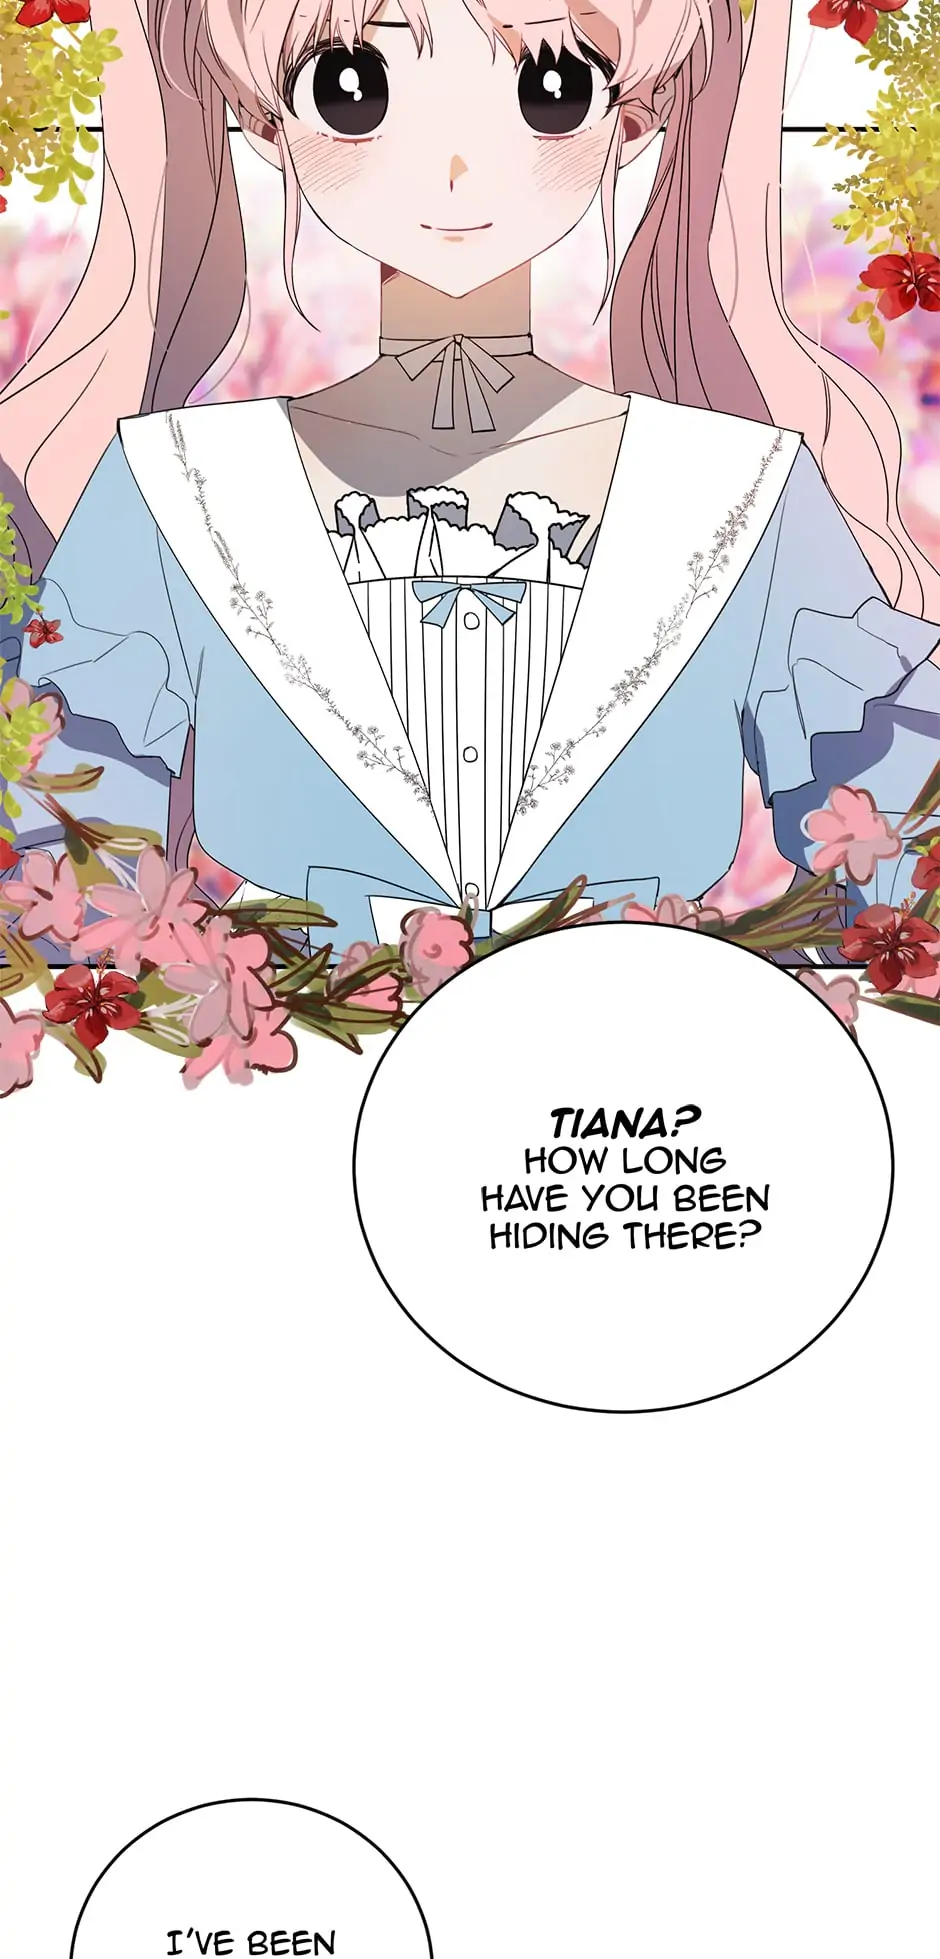 TIANA?
HOW LONG
HAVE YOU BEEN
HIDING THERE?
I'VE BEEN